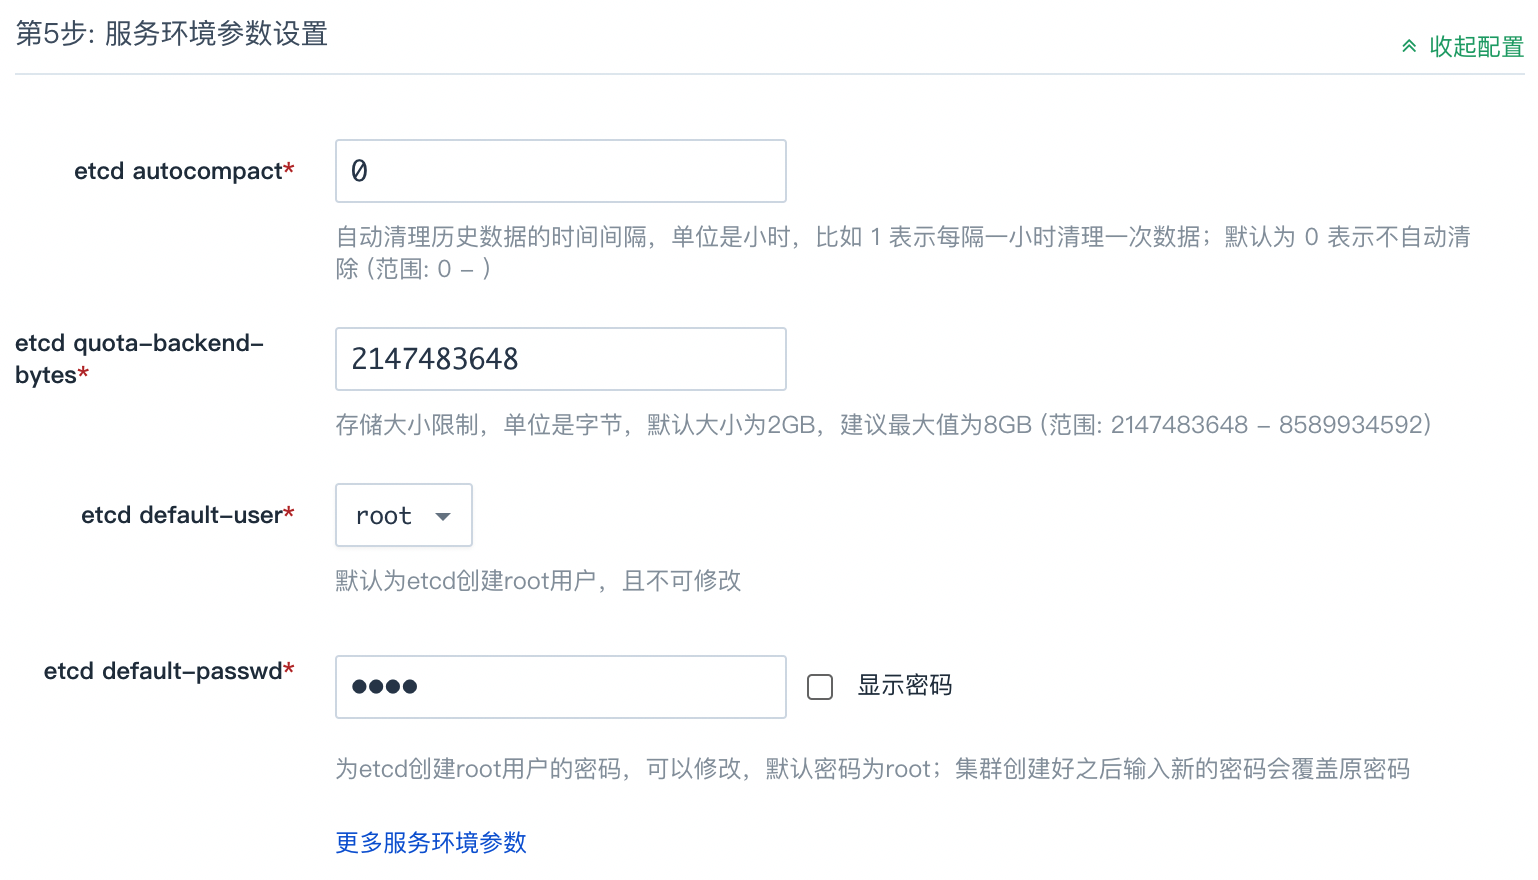 第5步: 服务环境参数设置
收起配置
etcd autocompact*
0
自动清理历史数据的时间间隔，单位是小时，比如 1 表示每隔一小时清理一次数据；默认为 0 表示不自动清
除 (范围: 0 - )
etcd quota-backend-
bytes*
2147483648
存储大小限制，单位是字节，默认大小为2GB，建议最大值为8GB (范围: 2147483648 - 8589934592)
etcd default-user*
root
默认为etcd创建root用户，且不可修改
etcd default-passwd*
••••
显示密码
为etcd创建root用户的密码，可以修改，默认密码为root；集群创建好之后输入新的密码会覆盖原密码
更多服务环境参数